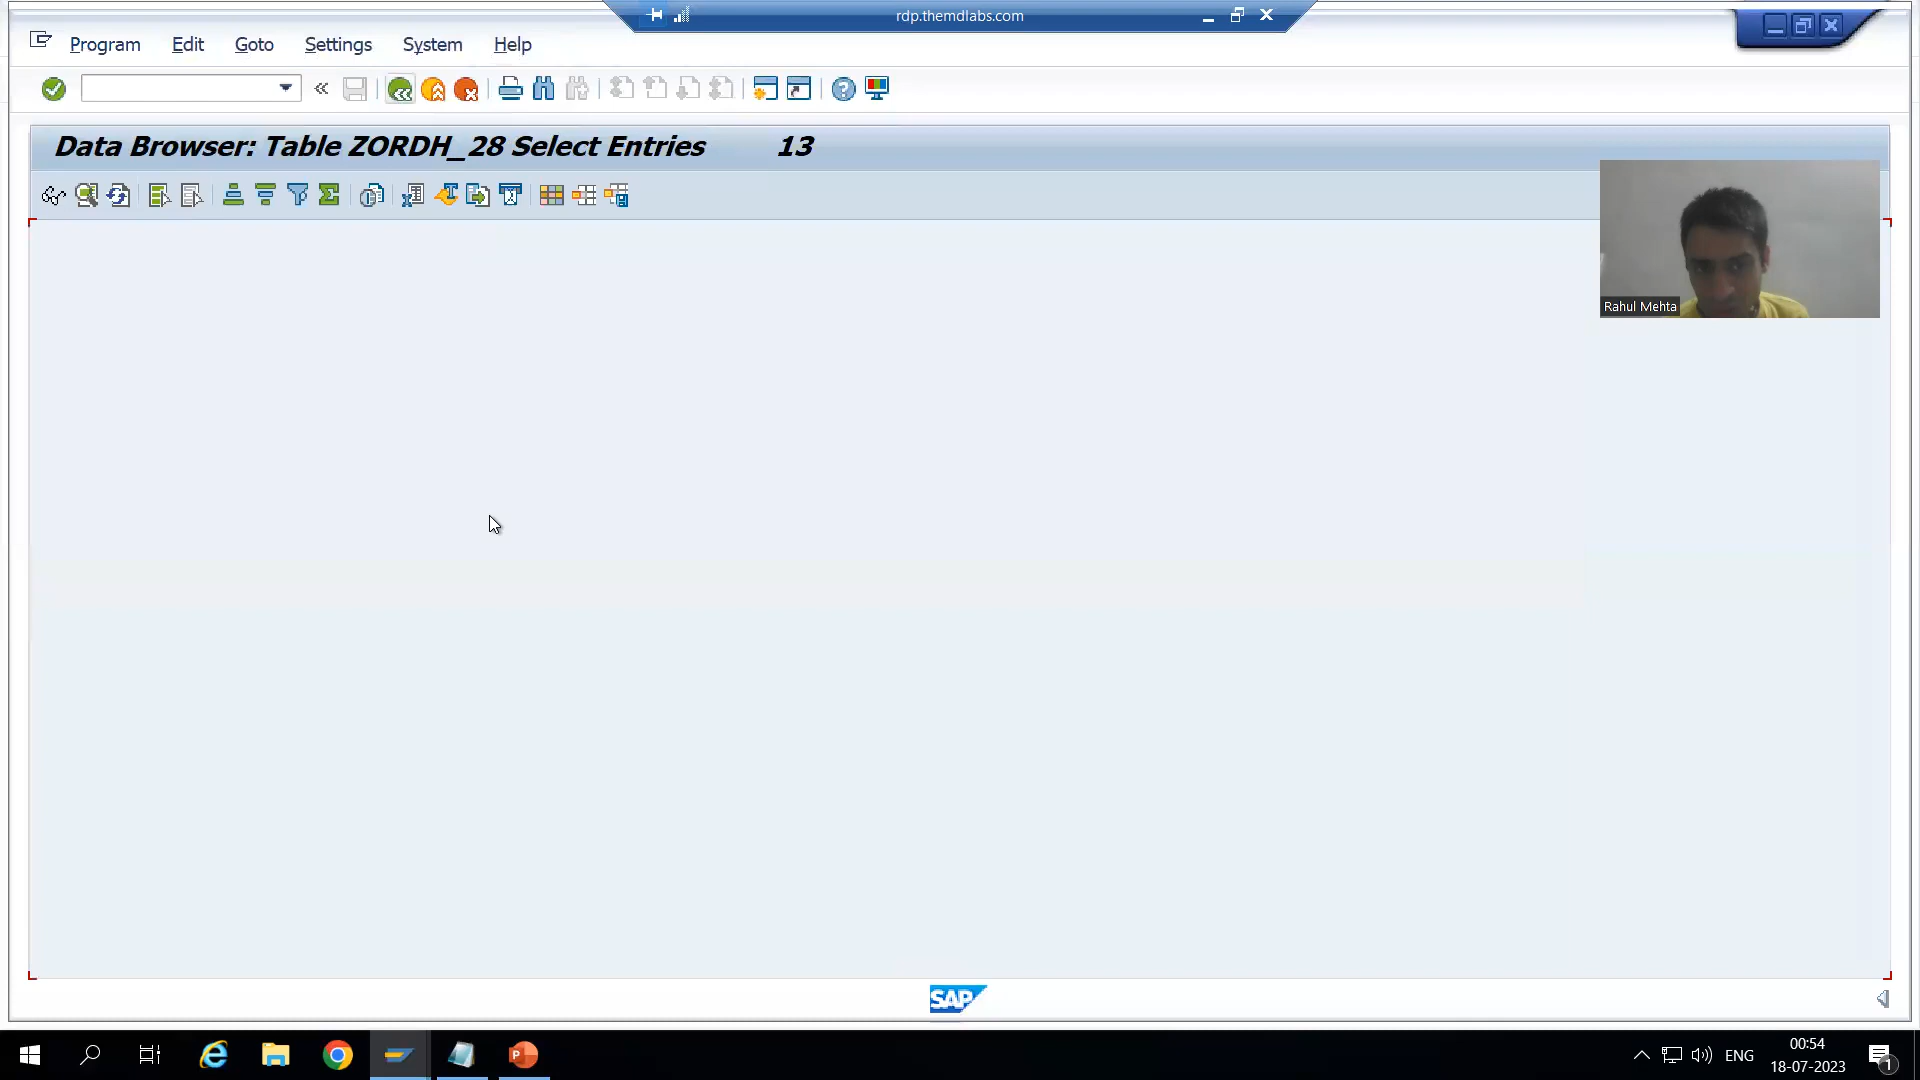 rdp.themdlabs.com
Program Edit Goto Settings System Help
Data Browser: Table ZORDH_28 Select Entries 13
Rahul Mehta
SAP
ENG
00:54
18-07-2023
1